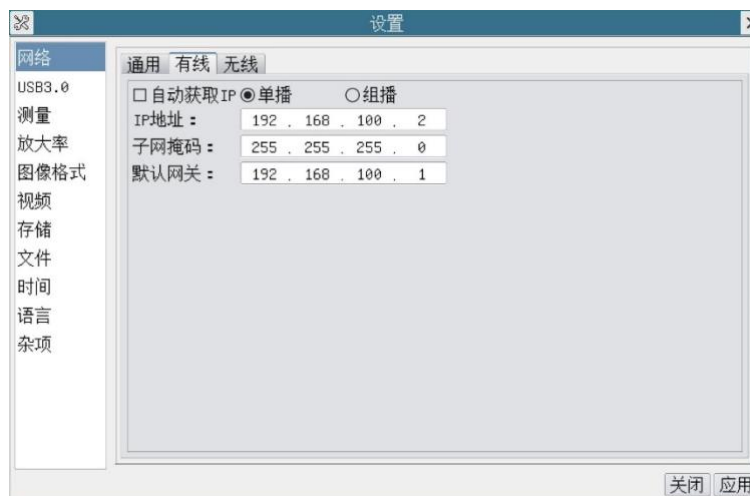 设置
网络
USB3.0
测量
放大率
图像格式
视频
存储
文件
时间
语言
杂项
通用 有线 无线
自动获取IP 单播 组播
IP地址： 192 . 168 . 100 . 2
子网掩码： 255 . 255 . 255 . 0
默认网关： 192 . 168 . 100 . 1
关闭 应用